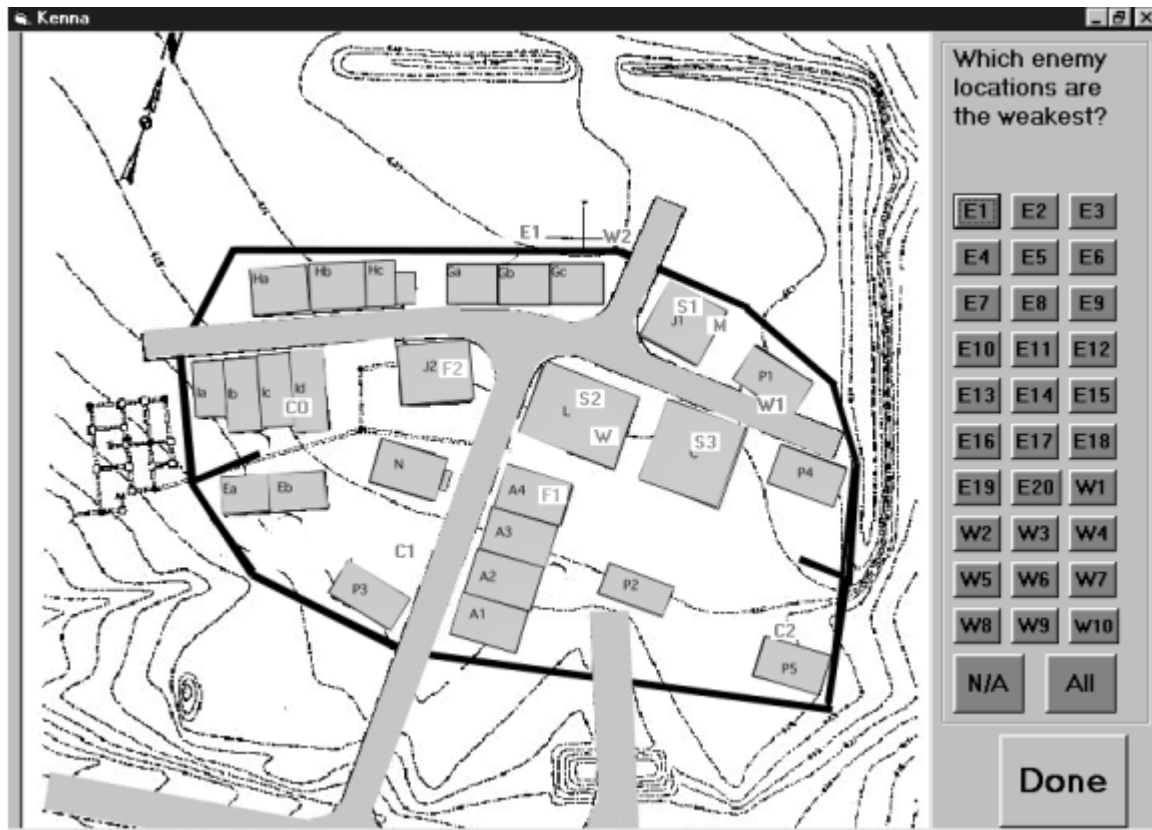 Kenna
Which enemy
locations are
the weakest?
E1 E2 E3
E4 E5 E6
E7 E8 E9
E10 E11 E12
E13 E14 E15
E16 E17 E18
E19 E20 W1
W2 W3 W4
W5 W6 W7
W8 W9 W10
N/A All
Done
E1 W2
Ha Hb Hc Ga Gb Gc
S1
J1 M
J2 F2
P1
Ia Ib Ic Id
CO
S2
L
W1
W
S3
P4
N
Ea Eb
A4 F1
A3
C1
A2
P3
P2
A1
C2
P5